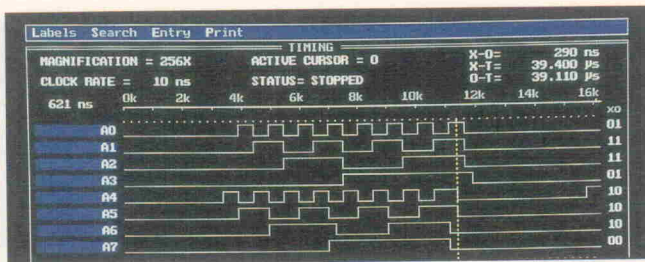 Labels Search Entry Print
TIMING
MAGNIFICATION = 256X ACTIVE CURSOR = O X-O= 290 ns
X-T= 39.400 µs
CLOCK RATE = 10 ns STATUS= STOPPED O-T= 39.110 µs
621 ns 0k 2k 4k 6k 8k 10k 12k 14k 16k
XO
A0 01
A1 11
A2 11
A3 01
A4 10
A5 10
A6 10
A7 00